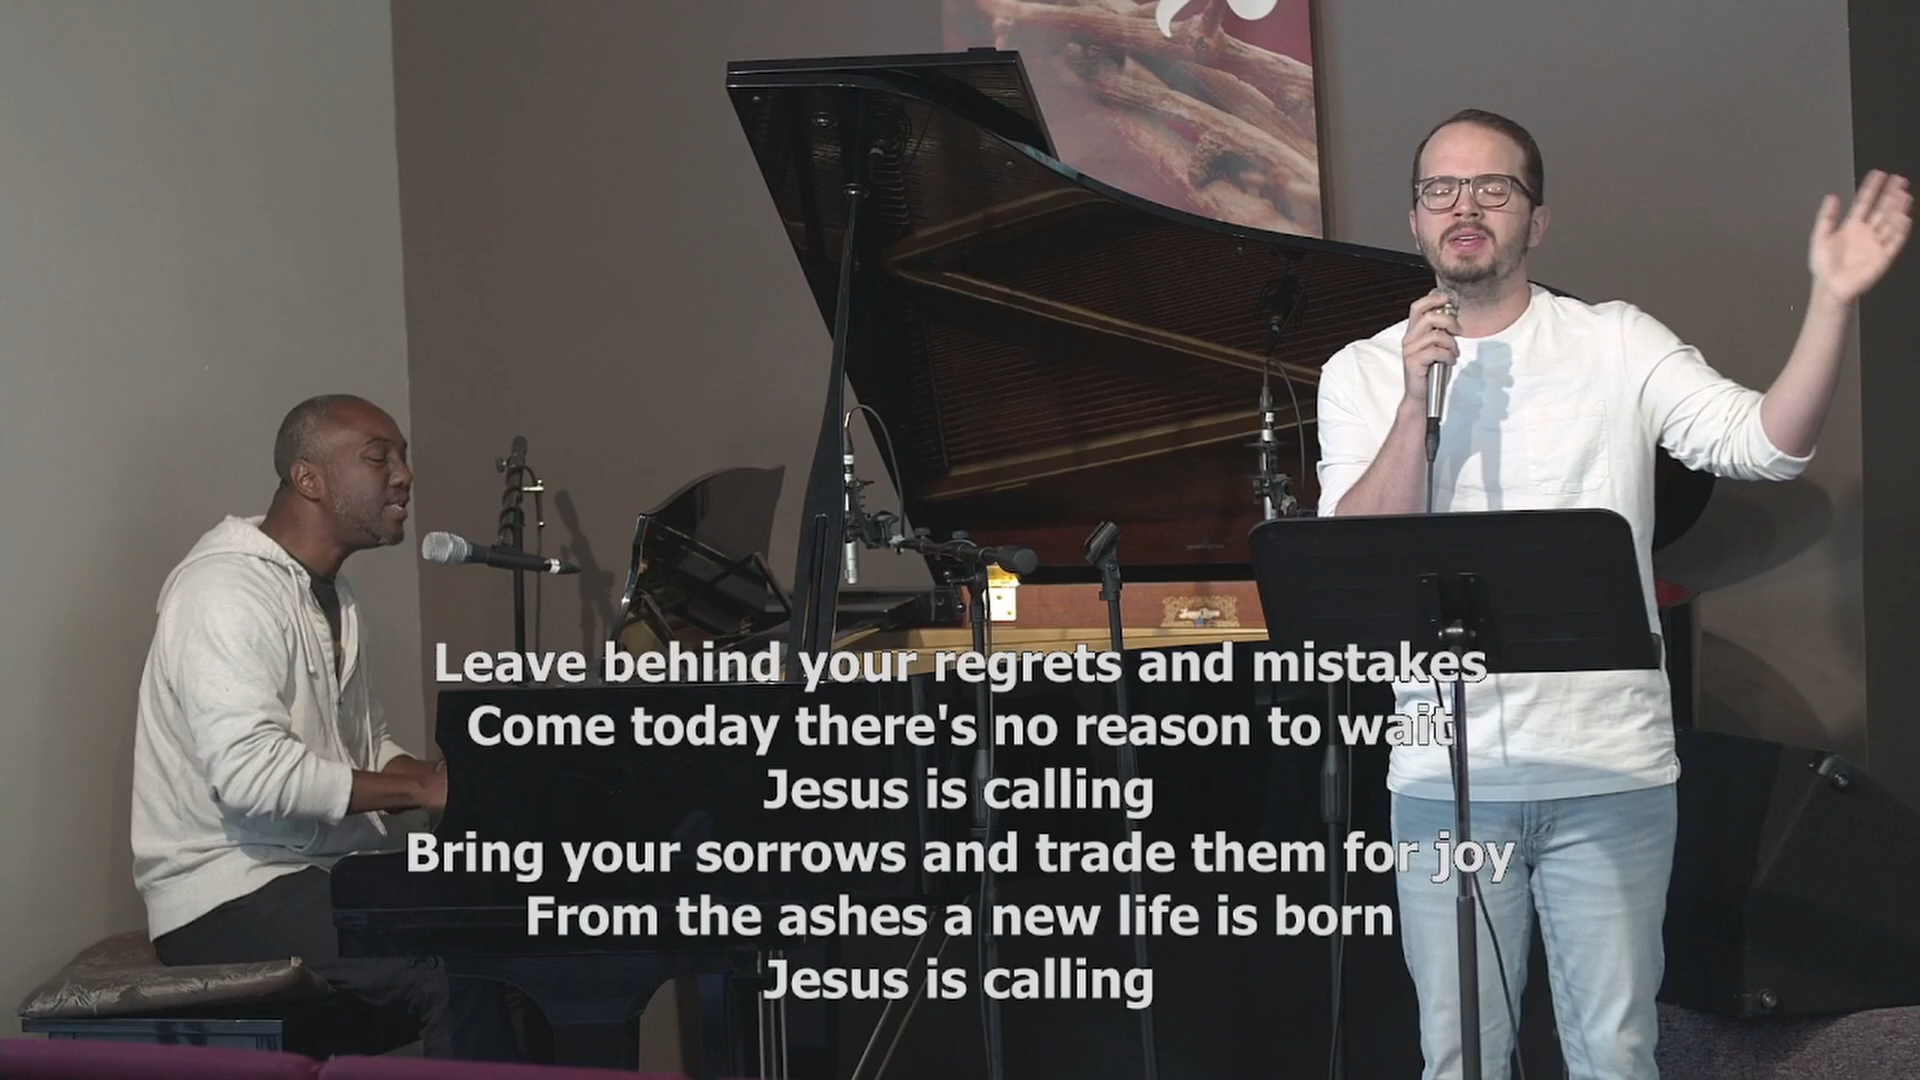 Leave behind your regrets and mistakes
Come today there's no reason to wait
Jesus is calling
Bring your sorrows and trade them for joy
From the ashes a new life is born
Jesus is calling